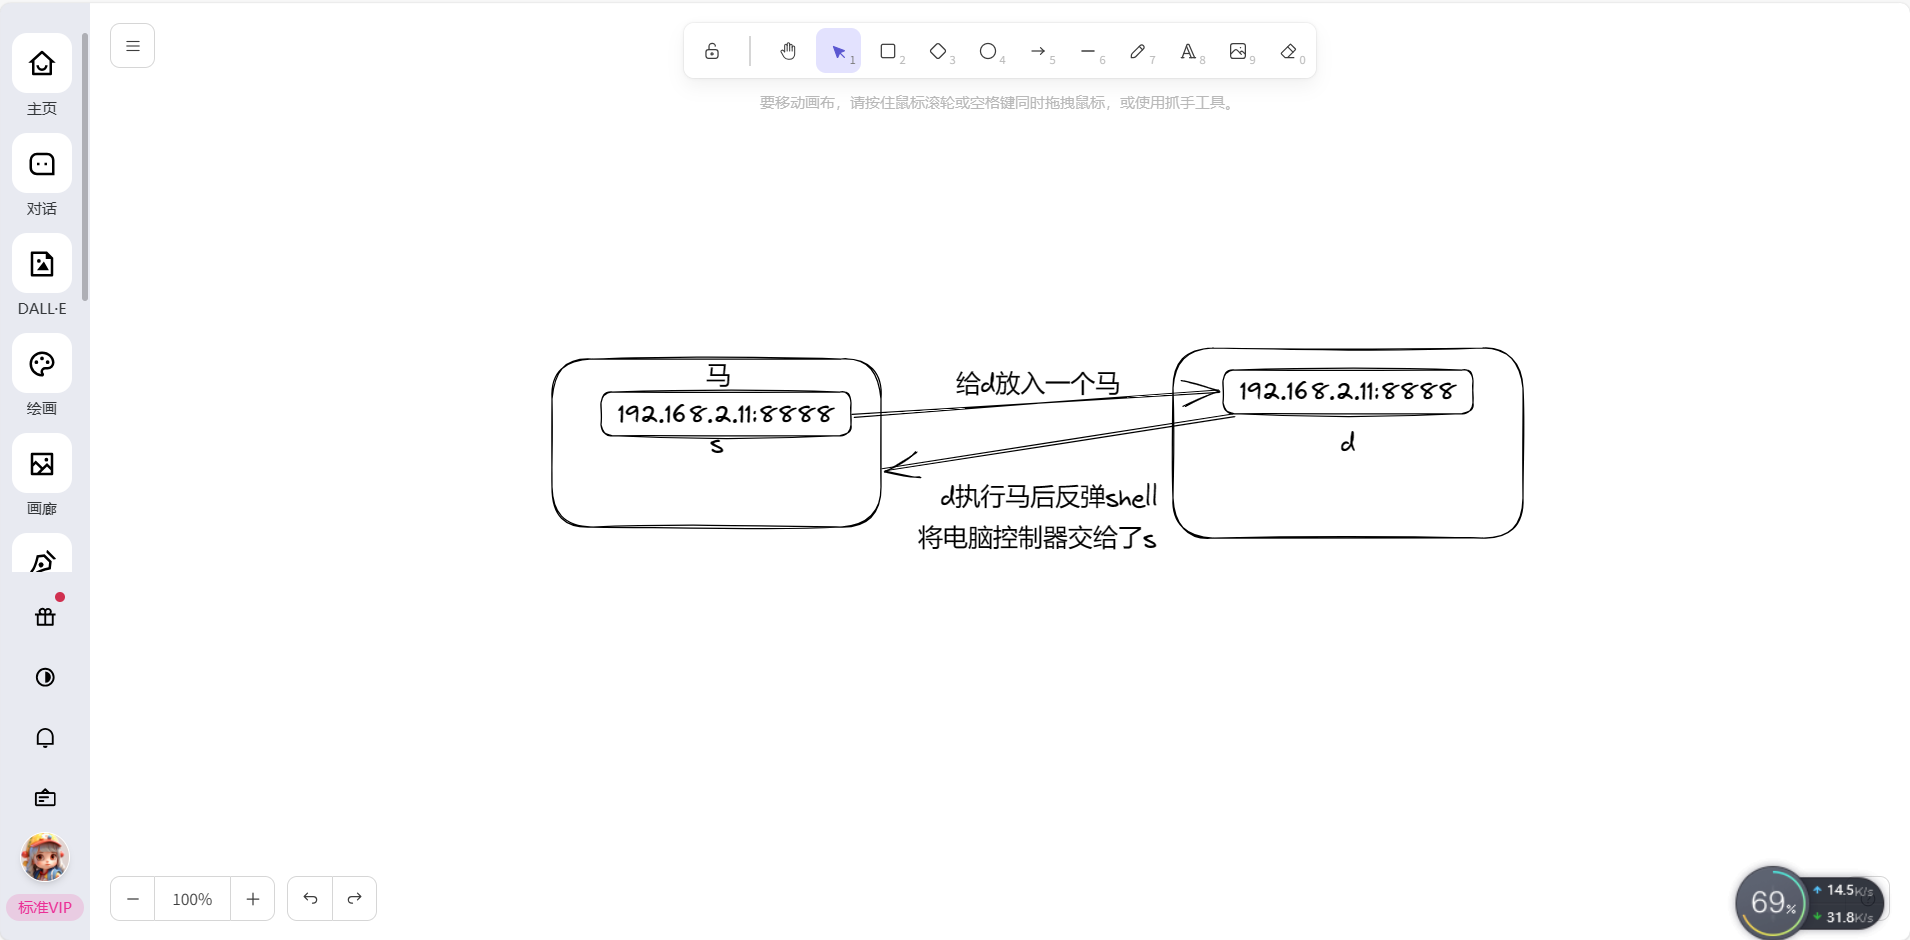 主页
对话
DALL·E
绘画
画廊
标准VIP
1
2
3
4
5
6
7
8
9
0
要移动画布，请按住鼠标滚轮或空格键同时拖拽鼠标，或使用抓手工具。
马
192.168.2.11:8888
s
给d放入一个马
192.168.2.11:8888
d
d执行马后反弹shell
将电脑控制器交给了s
100%
69%
14.5K/s
31.8K/s